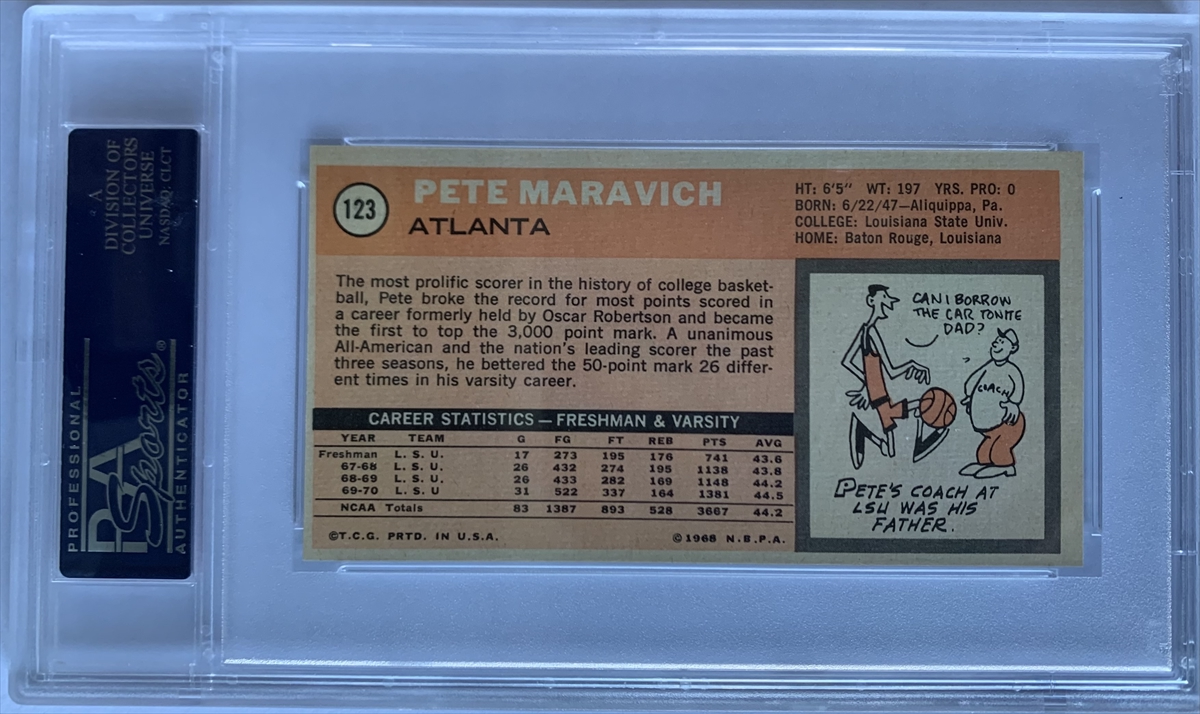 A
DIVISION OF
COLLECTORS
UNIVERSE
NASDAQ: CLCT
PROFESSIONAL
PSA
Sports®
AUTHENTICATOR
123
PETE MARAVICH
ATLANTA
HT: 6'5" WT: 197 YRS. PRO: 0
BORN: 6/22/47—Aliquippa, Pa.
COLLEGE: Louisiana State Univ.
HOME: Baton Rouge, Louisiana
The most prolific scorer in the history of college basket-
ball, Pete broke the record for most points scored in
a career formerly held by Oscar Robertson and became
the first to top the 3,000 point mark. A unanimous
All-American and the nation's leading scorer the past
three seasons, he bettered the 50-point mark 26 differ-
ent times in his varsity career.
CAREER STATISTICS — FRESHMAN & VARSITY
YEAR TEAM G FG FT REB PTS AVG
Freshman L. S. U. 17 273 195 176 741 43.6
67-68 L. S. U. 26 432 274 195 1138 43.8
68-69 L. S. U. 26 433 282 169 1148 44.2
69-70 L. S. U 31 522 337 164 1381 44.5
NCAA Totals 83 1387 893 528 3667 44.2
©T.C.G. PRTD. IN U.S.A. ©1968 N.B.P.A.
CAN I BORROW
THE CAR TONITE
DAD?
COACH
PETE'S COACH AT
LSU WAS HIS
FATHER.